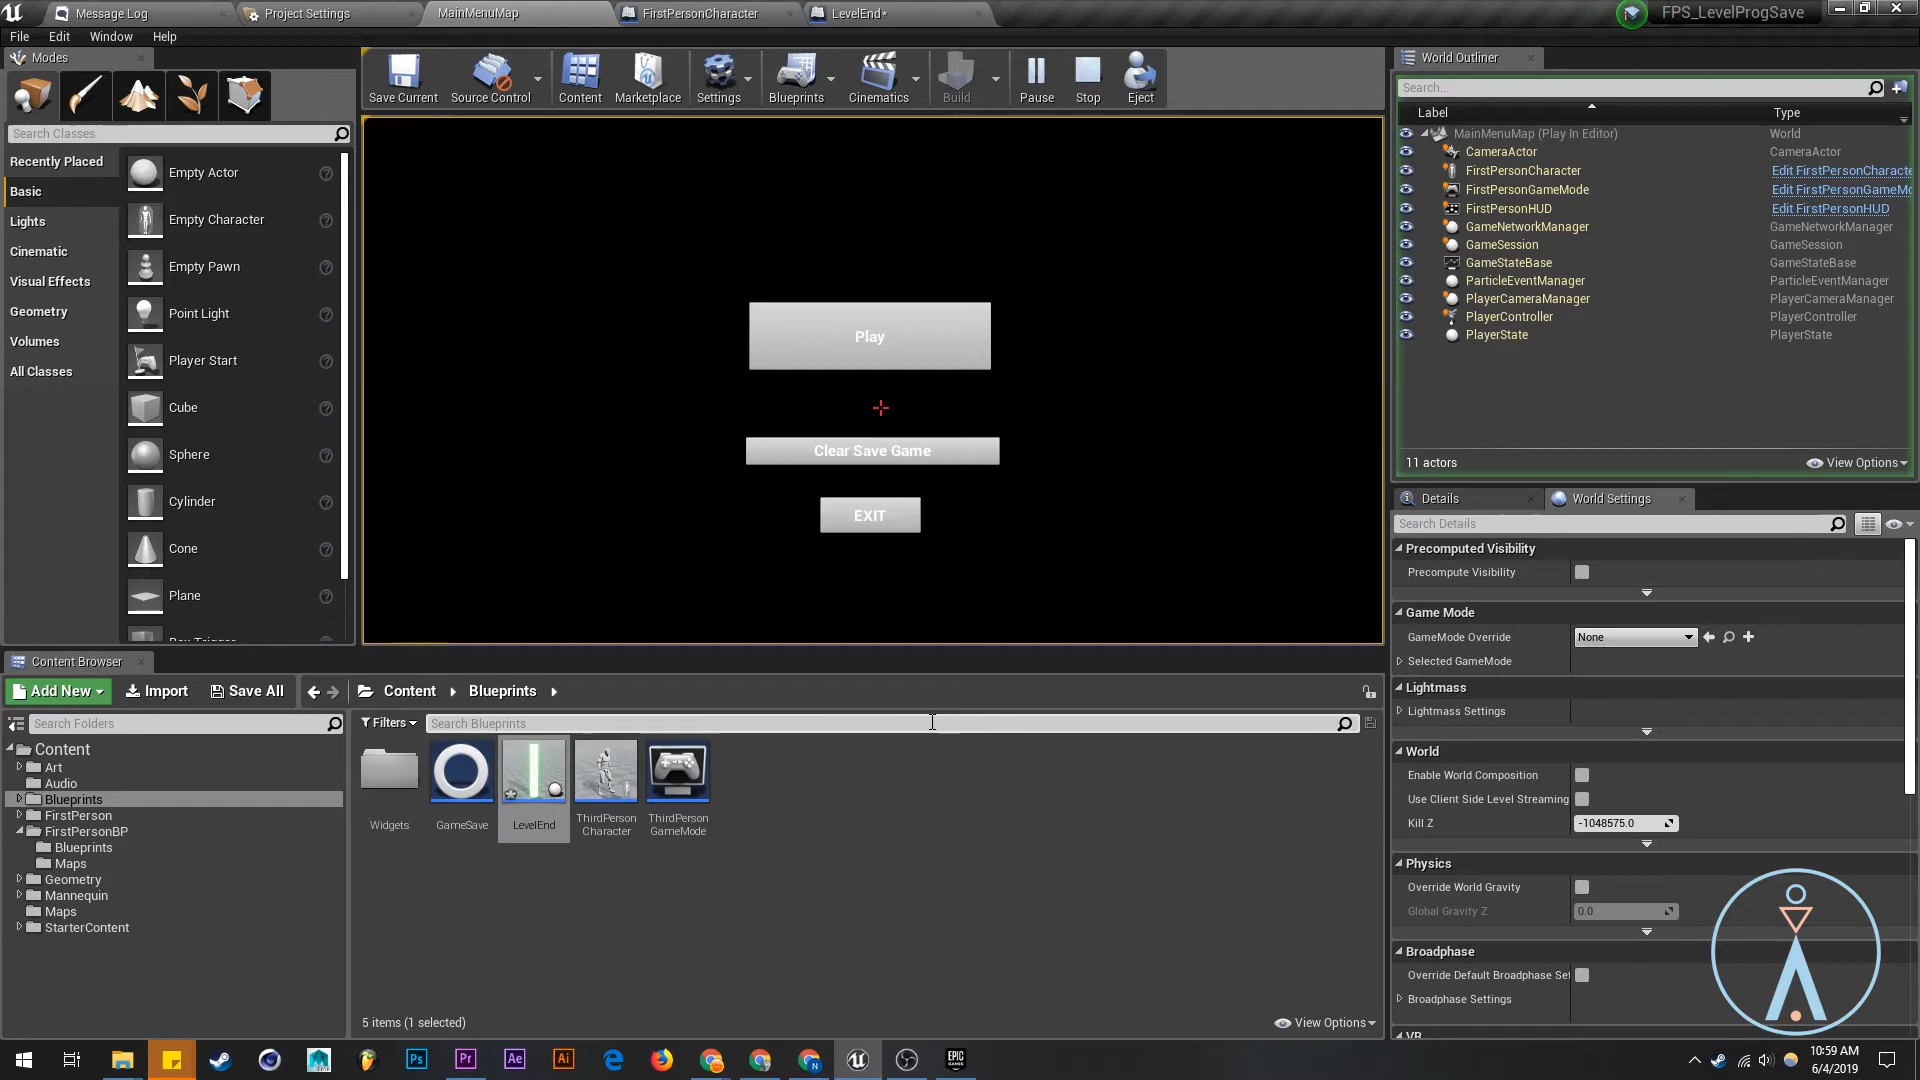 Message Log
Project Settings
MainMenuMap
FirstPersonCharacter
LevelEnd*
FPS_LevelProgSave
File
Edit
Window
Help
Modes
Search Classes
Recently Placed
Basic
Lights
Cinematic
Visual Effects
Geometry
Volumes
All Classes
Empty Actor
Empty Character
Empty Pawn
Point Light
Player Start
Cube
Sphere
Cylinder
Cone
Plane
Save Current
Source Control
Content
Marketplace
Settings
Blueprints
Cinematics
Build
Pause
Stop
Eject
Play
Clear Save Game
EXIT
World Outliner
Search...
Label
Type
MainMenuMap (Play In Editor)
World
CameraActor
CameraActor
FirstPersonCharacter
Edit FirstPersonCharacte
FirstPersonGameMode
Edit FirstPersonGameMo
FirstPersonHUD
Edit FirstPersonHUD
GameNetworkManager
GameNetworkManager
GameSession
GameSession
GameStateBase
GameStateBase
ParticleEventManager
ParticleEventManager
PlayerCameraManager
PlayerCameraManager
PlayerController
PlayerController
PlayerState
PlayerState
11 actors
View Options
Details
World Settings
Search Details
Precomputed Visibility
Precompute Visibility
Game Mode
GameMode Override
None
Selected GameMode
Lightmass
Lightmass Settings
World
Enable World Composition
Use Client Side Level Streaming
Kill Z
-1048575.0
Physics
Override World Gravity
Global Gravity Z
0.0
Broadphase
Override Default Broadphase Set
Broadphase Settings
VR
Content Browser
Add New
Import
Save All
Content
Blueprints
Search Folders
Filters
Search Blueprints
Content
Art
Audio
Blueprints
FirstPerson
FirstPersonBP
Blueprints
Maps
Geometry
Mannequin
Maps
StarterContent
Widgets
GameSave
LevelEnd
ThirdPerson
Character
ThirdPerson
GameMode
5 items (1 selected)
View Options
Ps
Pr
Ae
Ai
EPIC
GAMES
10:59 AM
6/4/2019